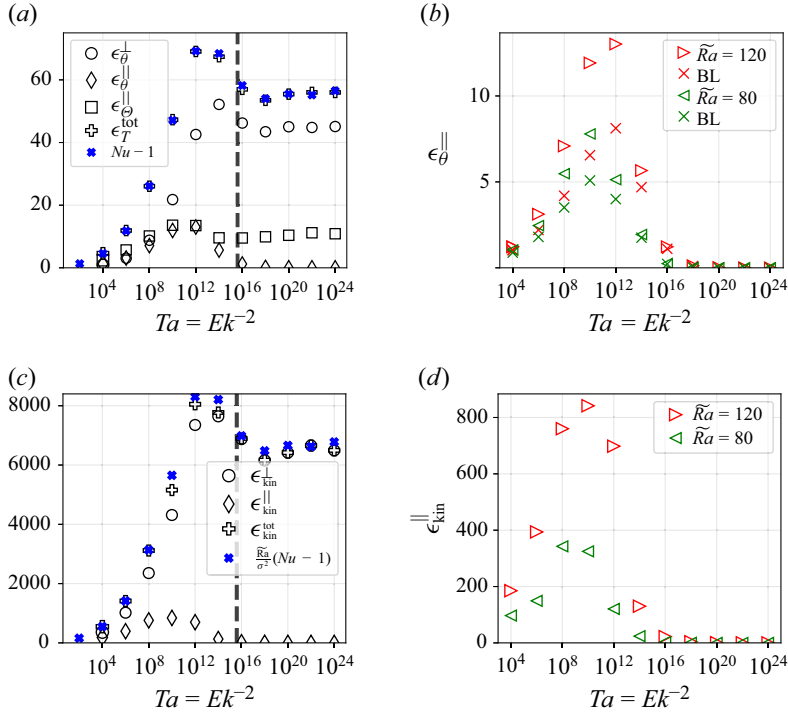 (a)
60
40
20
0
ϵ_θ^⊥
ϵ_θ^||
ϵ_Θ^||
ϵ_T^tot
Nu − 1
10^4 10^8 10^12 10^16 10^20 10^24
Ta = Ek^−2
(b)
ϵ_θ^||
10
5
R̃a = 120
BL
R̃a = 80
BL
10^4 10^8 10^12 10^16 10^20 10^24
Ta = Ek^−2
(c)
8000
6000
4000
2000
0
ϵ_kin^⊥
ϵ_kin^||
ϵ_kin^tot
R̃a/σ^2 (Nu − 1)
10^4 10^8 10^12 10^16 10^20 10^24
Ta = Ek^−2
(d)
ϵ_kin^||
800
600
400
200
0
R̃a = 120
R̃a = 80
10^4 10^8 10^12 10^16 10^20 10^24
Ta = Ek^−2